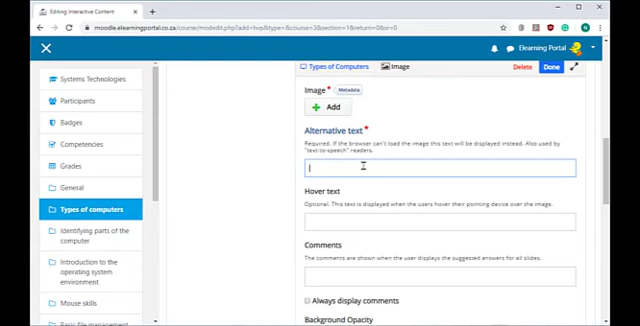 Editing Interactive Content
moodle.elearningportal.co.za/course/modedit.php?add=hvp&type=&course=3&section=1&return=0&sr=0
Elearning Portal
Systems Technologies
Participants
Badges
Competencies
Grades
General
Types of computers
Identifying parts of the
computer
Introduction to the
operating system
environment
Mouse skills
Basic file management
Types of Computers
Image
Delete
Done
Image *
Metadata
Add
Alternative text *
Required. If the browser can't load the image this text will be displayed instead. Also used by
"text-to-speech" readers.
Hover text
Optional. This text is displayed when the users hover their pointing device over the image.
Comments
The comments are shown when the user displays the suggested answers for all slides.
Always display comments
Background Opacity